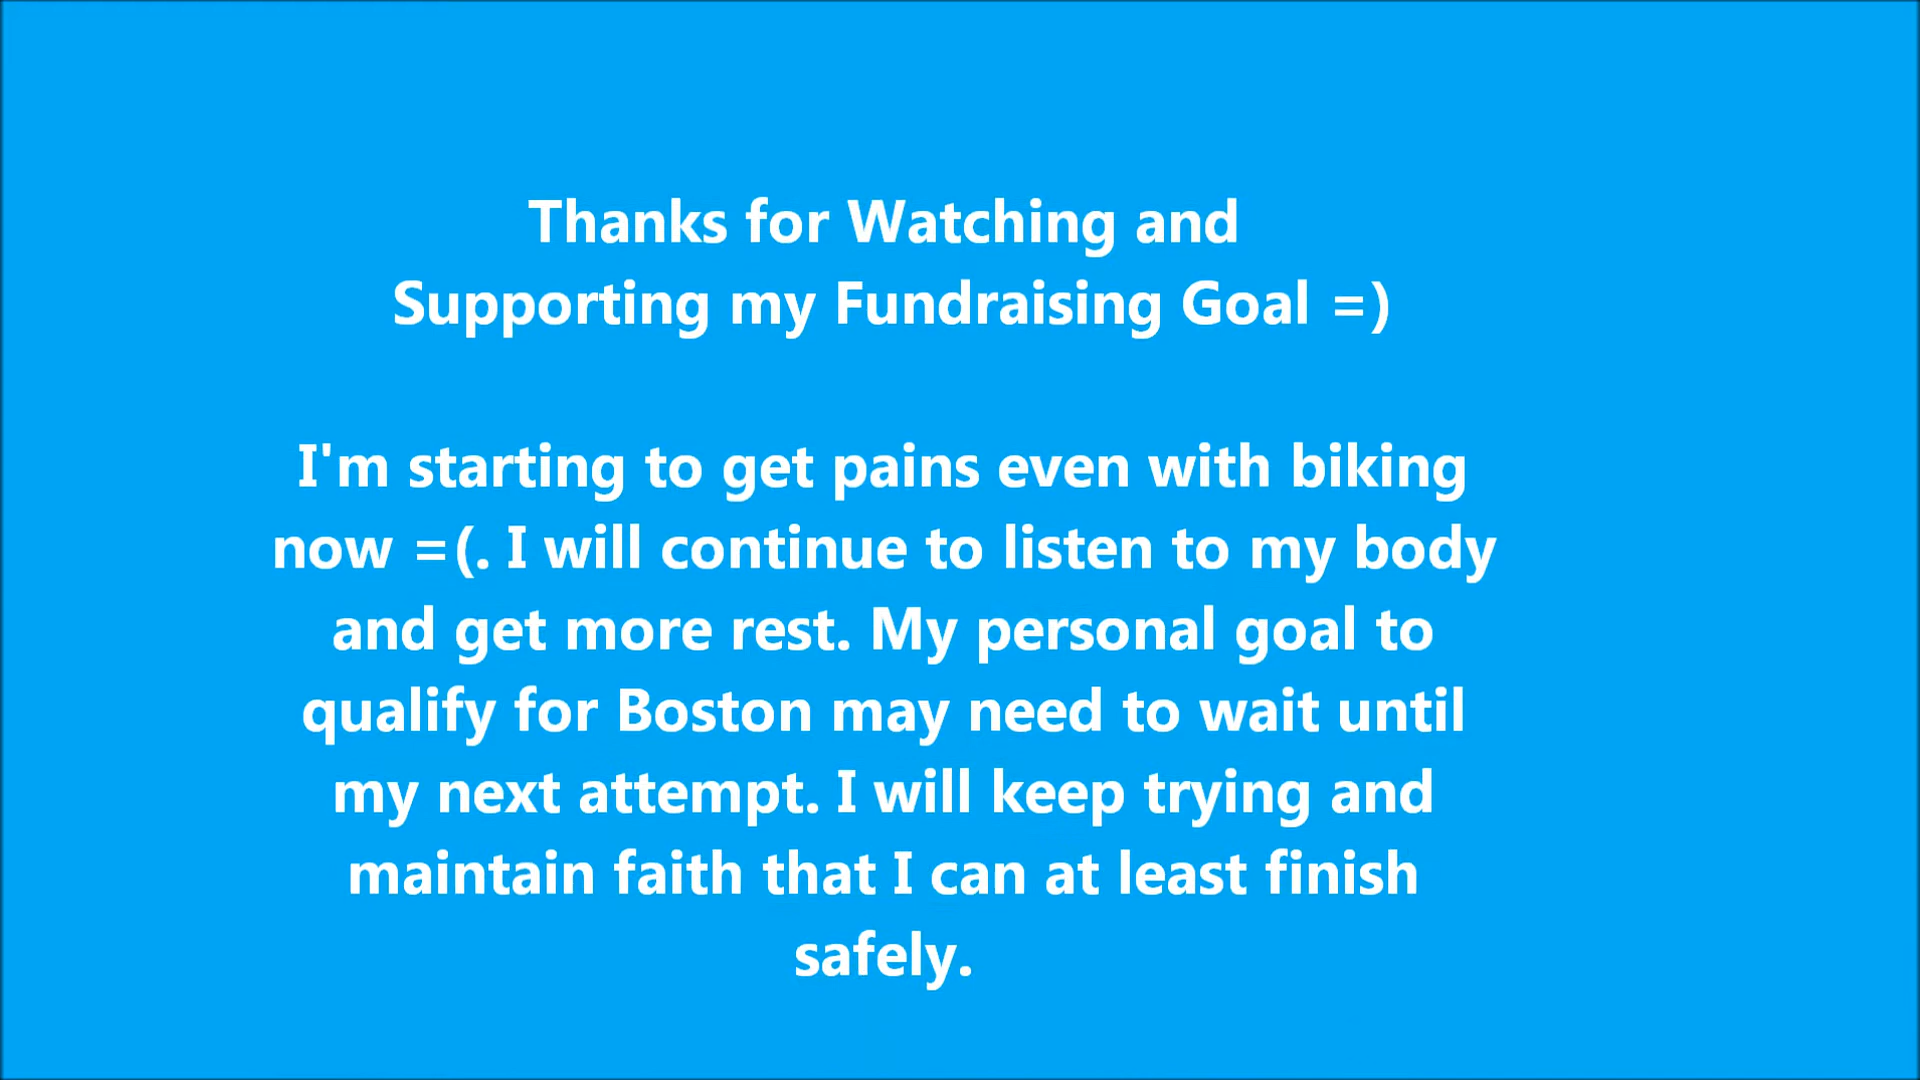 Thanks for Watching and
Supporting my Fundraising Goal =)
I'm starting to get pains even with biking
now =(. I will continue to listen to my body
and get more rest. My personal goal to
qualify for Boston may need to wait until
my next attempt. I will keep trying and
maintain faith that I can at least finish
safely.